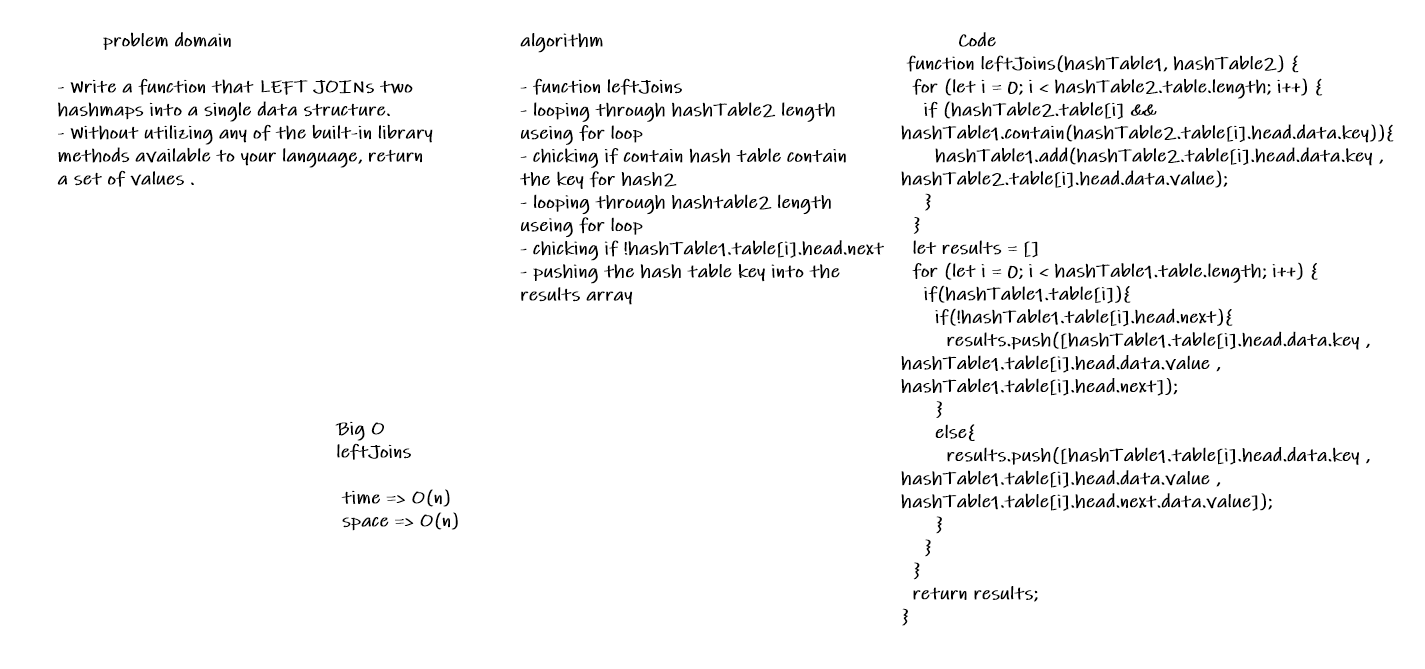 problem domain
- Write a function that LEFT JOINs two
hashmaps into a single data structure.
- Without utilizing any of the built-in library
methods available to your language, return
a set of values .
Big O
leftJoins
time => O(n)
space => O(n)
algorithm
- function leftJoins
- looping through hashTable2 length
useing for loop
- chicking if contain hash table contain
the key for hash2
- looping through hashtable2 length
useing for loop
- chicking if !hashTable1.table[i].head.next
- pushing the hash table key into the
results array
Code
function leftJoins(hashTable1, hashTable2) {
for (let i = 0; i < hashTable2.table.length; i++) {
if (hashTable2.table[i] &&
hashTable1.contain(hashTable2.table[i].head.data.key)){
hashTable1.add(hashTable2.table[i].head.data.key ,
hashTable2.table[i].head.data.value);
}
}
let results = []
for (let i = 0; i < hashTable1.table.length; i++) {
if(hashTable1.table[i]){
if(!hashTable1.table[i].head.next){
results.push([hashTable1.table[i].head.data.key ,
hashTable1.table[i].head.data.value ,
hashTable1.table[i].head.next]);
}
else{
results.push([hashTable1.table[i].head.data.key ,
hashTable1.table[i].head.data.value ,
hashTable1.table[i].head.next.data.value]);
}
}
}
return results;
}